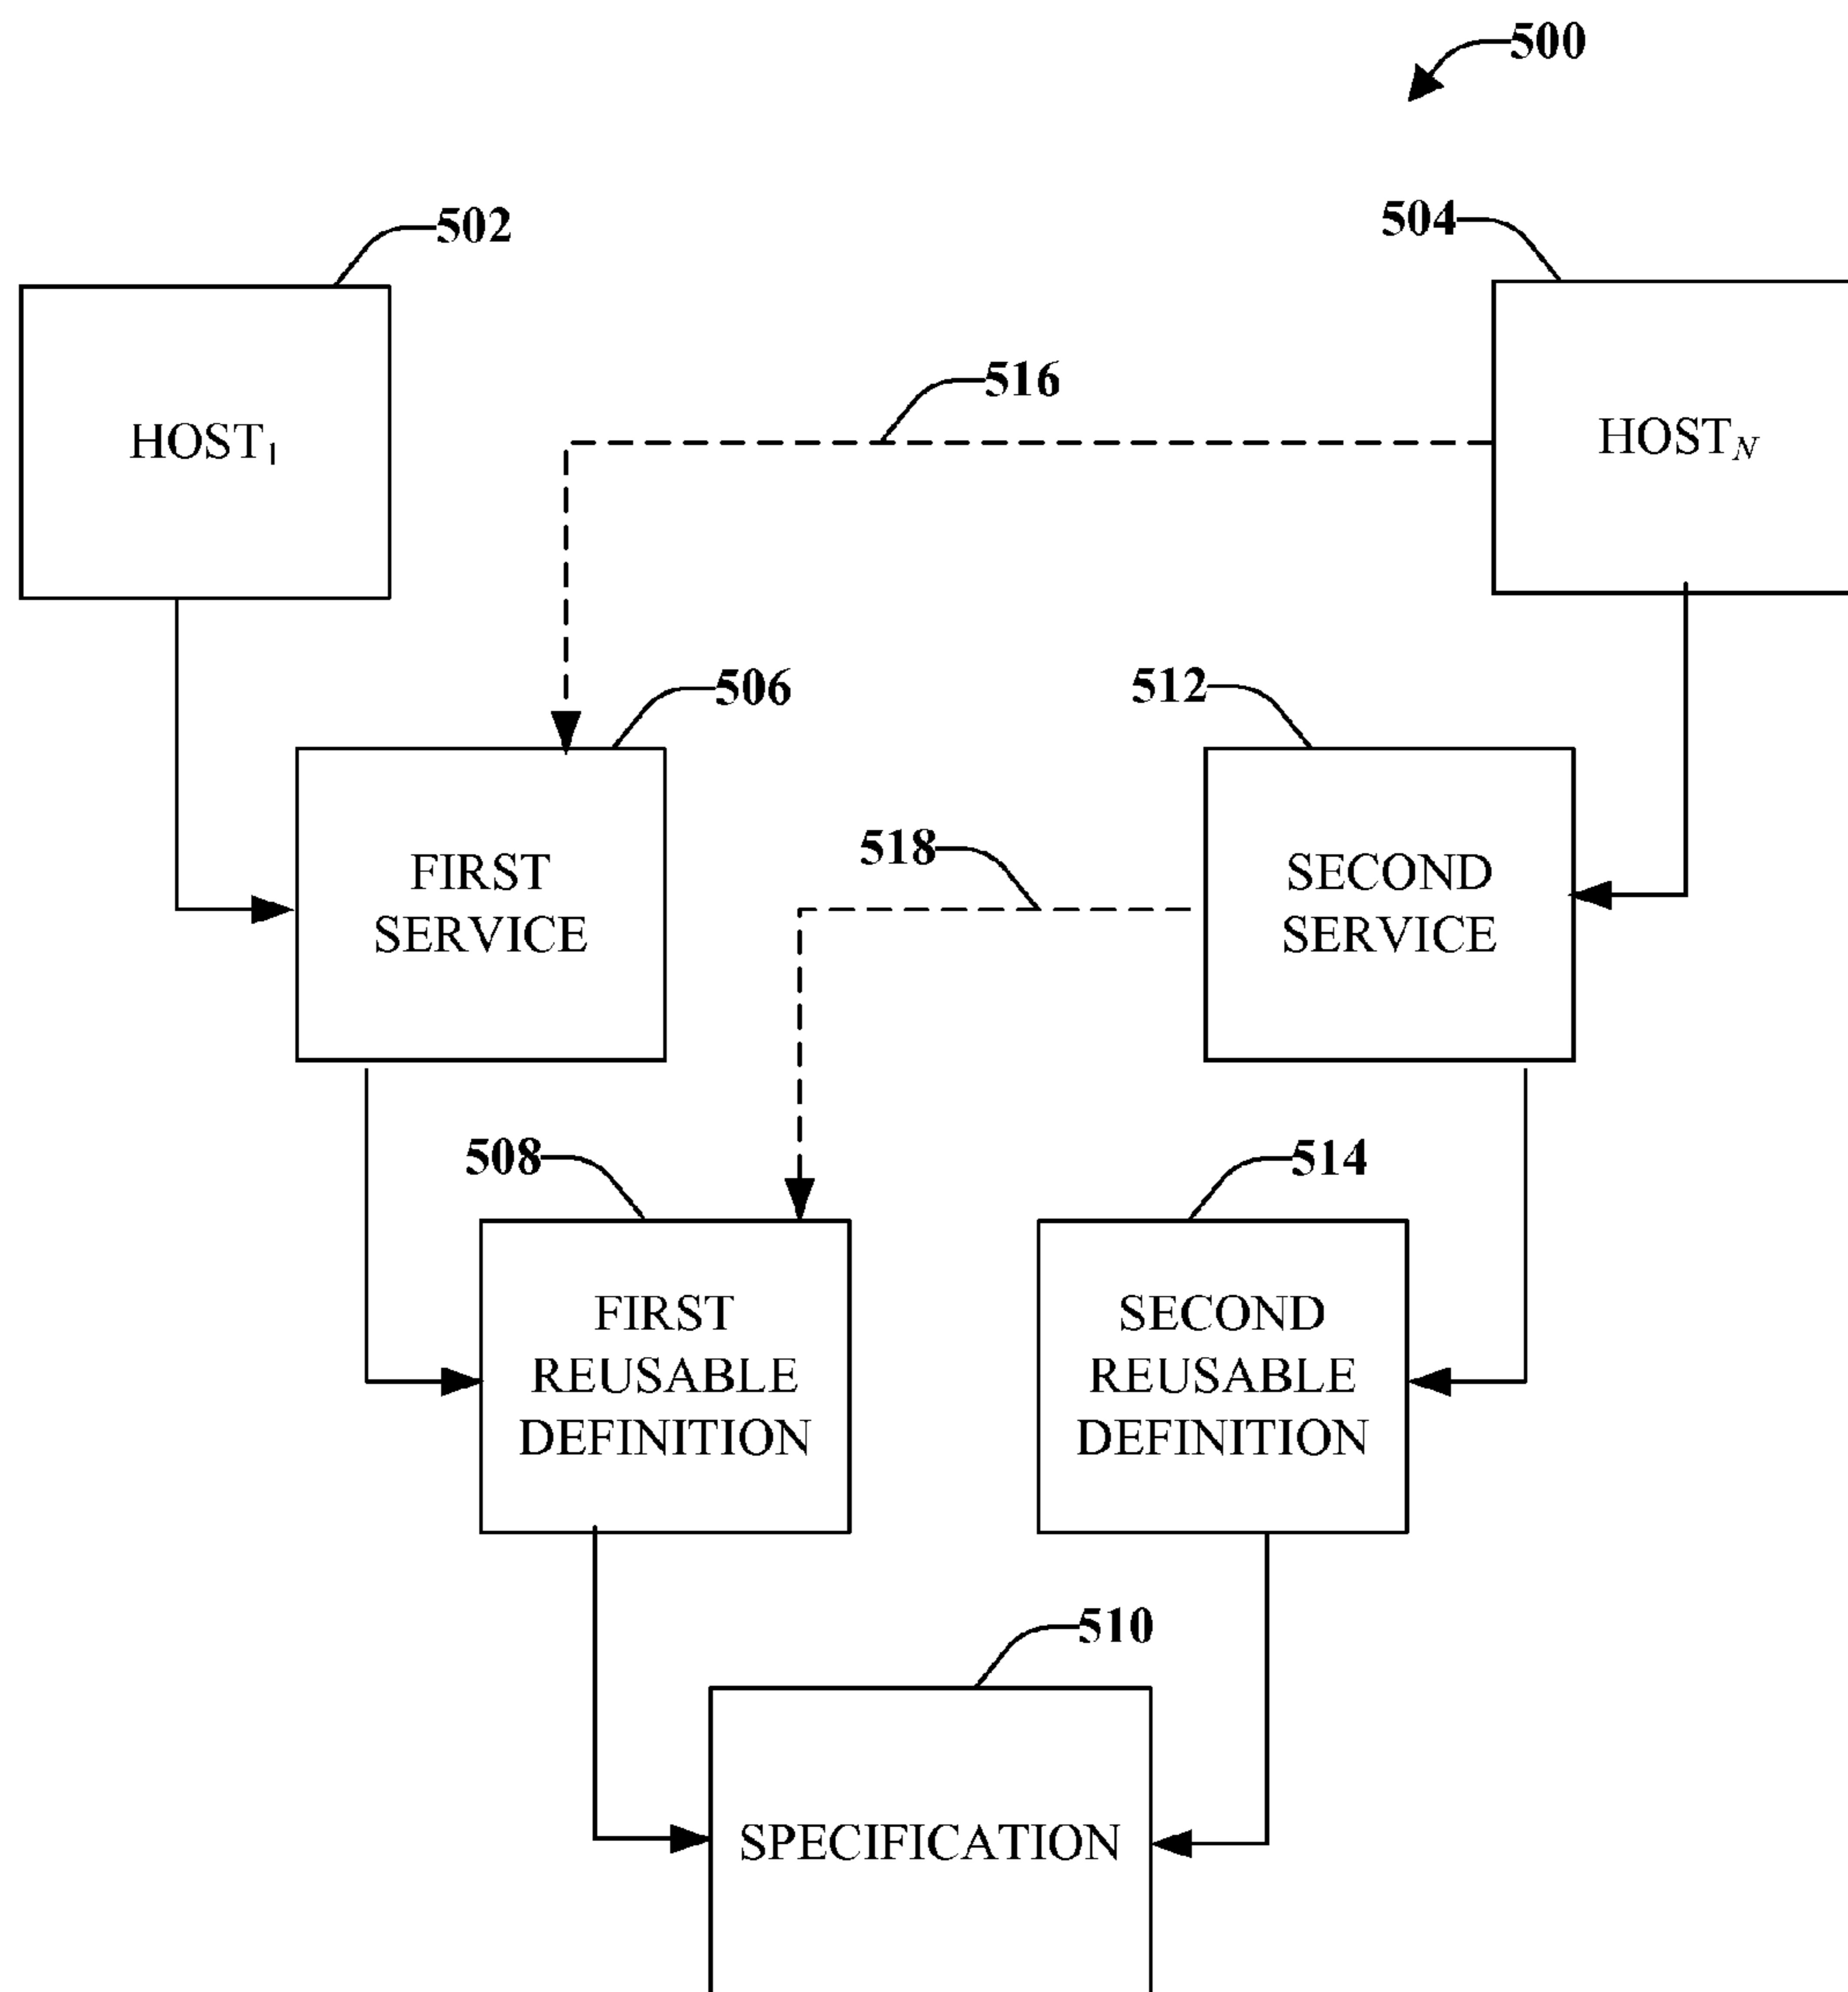 500
502
504
HOST1
516
HOSTN
506
512
FIRST
SERVICE
518
SECOND
SERVICE
508
514
FIRST
REUSABLE
DEFINITION
SECOND
REUSABLE
DEFINITION
510
SPECIFICATION